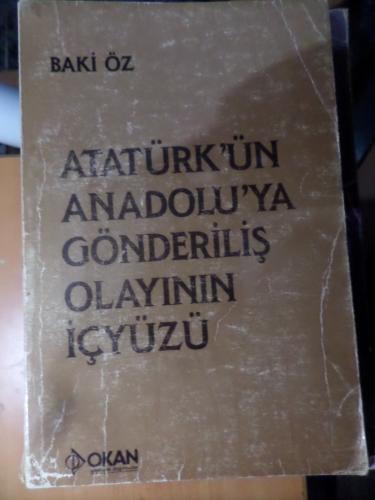 BAKİ ÖZ
ATATÜRK'ÜN
ANADOLU'YA
GÖNDERİLİŞ
OLAYININ
İÇYÜZÜ
OKAN